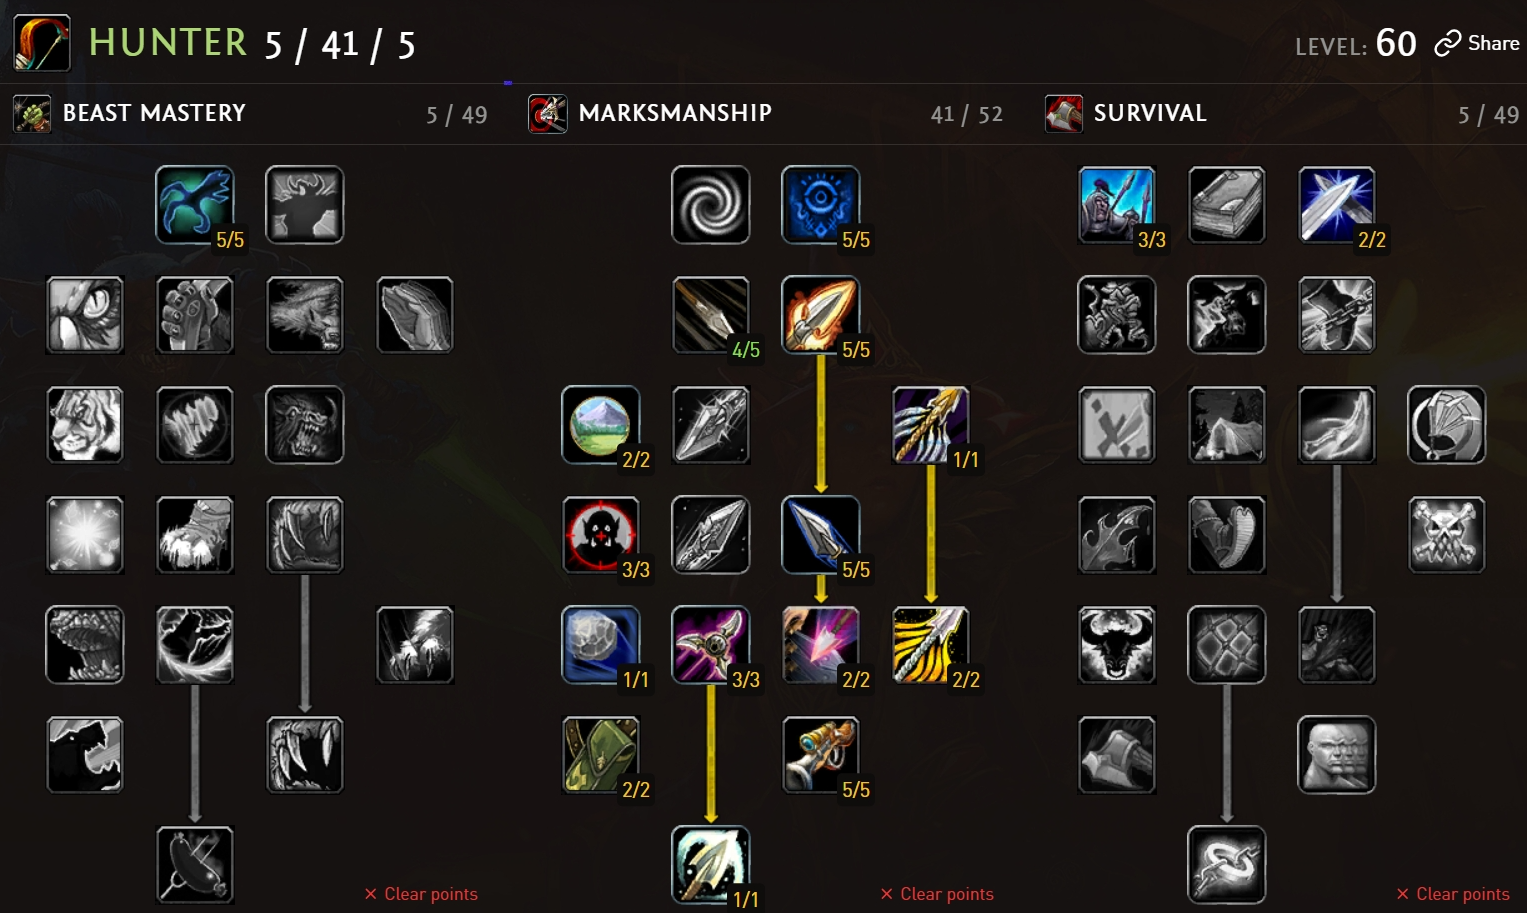 HUNTER 5 / 41 / 5 LEVEL: 60 Share
BEAST MASTERY 5 / 49 MARKSMANSHIP 41 / 52 SURVIVAL 5 / 49
5/5 5/5 3/3 2/2
4/5 5/5
2/2 1/1
3/3 5/5
1/1 3/3 2/2 2/2
2/2 5/5
1/1
× Clear points × Clear points × Clear points